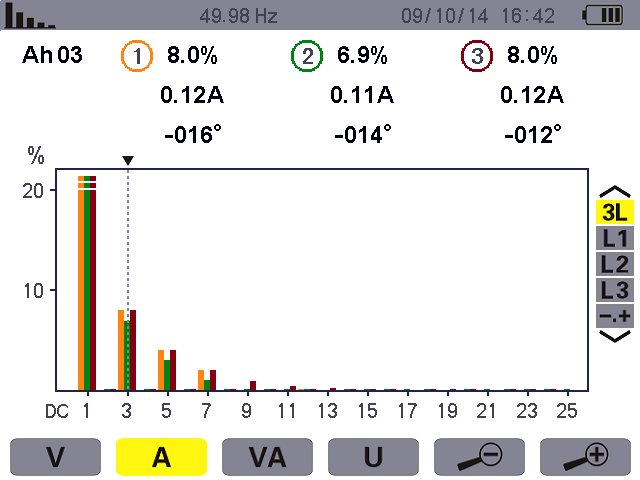 49.98 Hz 09/10/14 16:42
Ah 03 1 8.0% 2 6.9% 3 8.0%
0.12A 0.11A 0.12A
-016° -014° -012°
%
20
10
3L
L1
L2
L3
-.+
DC 1 3 5 7 9 11 13 15 17 19 21 23 25
V A VA U